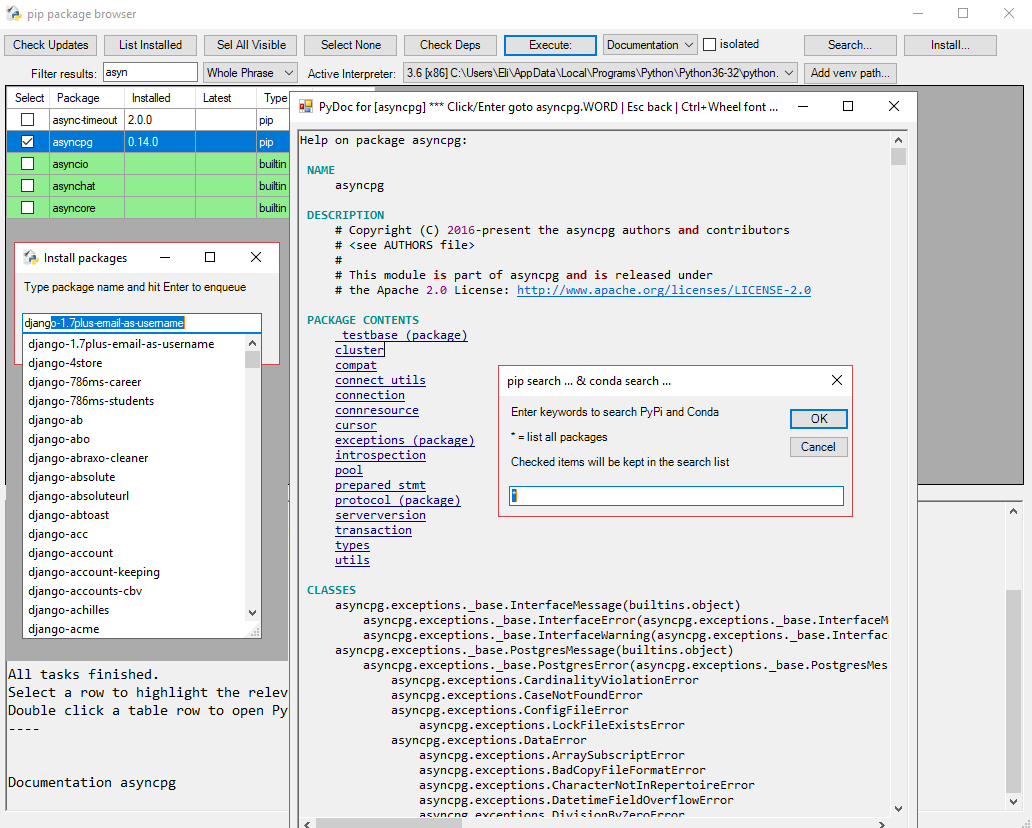 pip package browser
Check Updates List Installed Sel All Visible Select None Check Deps Execute: Documentation isolated Search... Install...
Filter results: asyn Whole Phrase Active Interpreter: 3.6 [x86] C:\Users\Eli\AppData\Local\Programs\Python\Python36-32\python. Add venv path...
Select Package Installed Latest Type
async-timeout 2.0.0 pip
asyncpg 0.14.0 pip
asyncio builtin
asynchat builtin
asyncore builtin
Install packages
Type package name and hit Enter to enqueue
django-1.7plus-email-as-username
django-1.7plus-email-as-username
django-4store
django-786ms-career
django-786ms-students
django-ab
django-abo
django-abraxo-cleaner
django-absolute
django-absoluteurl
django-abtoast
django-acc
django-account
django-account-keeping
django-accounts-cbv
django-achilles
django-acme
All tasks finished.
Select a row to highlight the relev
Double click a table row to open Py
----
Documentation asyncpg
PyDoc for [asyncpg] *** Click/Enter goto asyncpg.WORD | Esc back | Ctrl+Wheel font ...
Help on package asyncpg:
NAME
asyncpg
DESCRIPTION
# Copyright (C) 2016-present the asyncpg authors and contributors
# <see AUTHORS file>
#
# This module is part of asyncpg and is released under
# the Apache 2.0 License: http://www.apache.org/licenses/LICENSE-2.0
PACKAGE CONTENTS
_testbase (package)
cluster
compat
connect_utils
connection
connresource
cursor
exceptions (package)
introspection
pool
prepared_stmt
protocol (package)
serverversion
transaction
types
utils
CLASSES
asyncpg.exceptions._base.InterfaceMessage(builtins.object)
asyncpg.exceptions._base.InterfaceError(asyncpg.exceptions._base.InterfaceM
asyncpg.exceptions._base.InterfaceWarning(asyncpg.exceptions._base.Interfac
asyncpg.exceptions._base.PostgresMessage(builtins.object)
asyncpg.exceptions._base.PostgresError(asyncpg.exceptions._base.PostgresMes
asyncpg.exceptions.CardinalityViolationError
asyncpg.exceptions.CaseNotFoundError
asyncpg.exceptions.ConfigFileError
asyncpg.exceptions.LockFileExistsError
asyncpg.exceptions.DataError
asyncpg.exceptions.ArraySubscriptError
asyncpg.exceptions.BadCopyFileFormatError
asyncpg.exceptions.CharacterNotInRepertoireError
asyncpg.exceptions.DatetimeFieldOverflowError
asyncpg.exceptions.DivisionByZeroError
pip search ... & conda search ...
Enter keywords to search PyPi and Conda
OK
* = list all packages
Cancel
Checked items will be kept in the search list
*